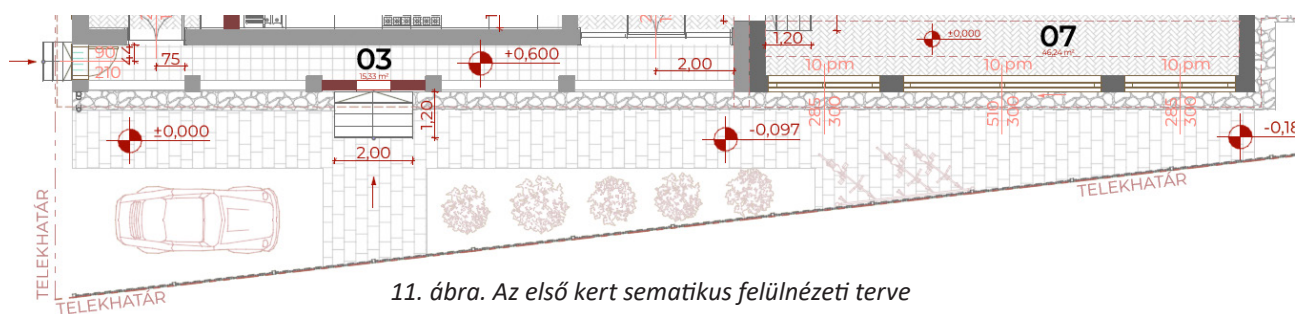 90
210
44
75
03
15,33 m²
+0,600
2,00
1,20
±0,000
07
46,24 m²
10 pm
10 pm
10 pm
±0,000
1,20
-0,097
285
300
510
300
285
300
-0,18
2,00
TELEKHATÁR
TELEKHATÁR
TELEKHATÁR
11. ábra. Az első kert sematikus felülnézeti terve